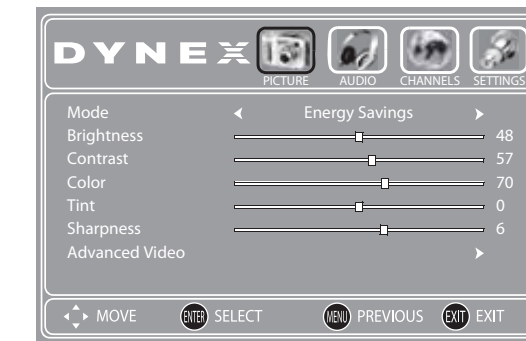 DYNEX
PICTURE AUDIO CHANNELS SETTINGS
Mode Energy Savings
Brightness 48
Contrast 57
Color 70
Tint 0
Sharpness 6
Advanced Video
MOVE ENTER SELECT MENU PREVIOUS EXIT EXIT